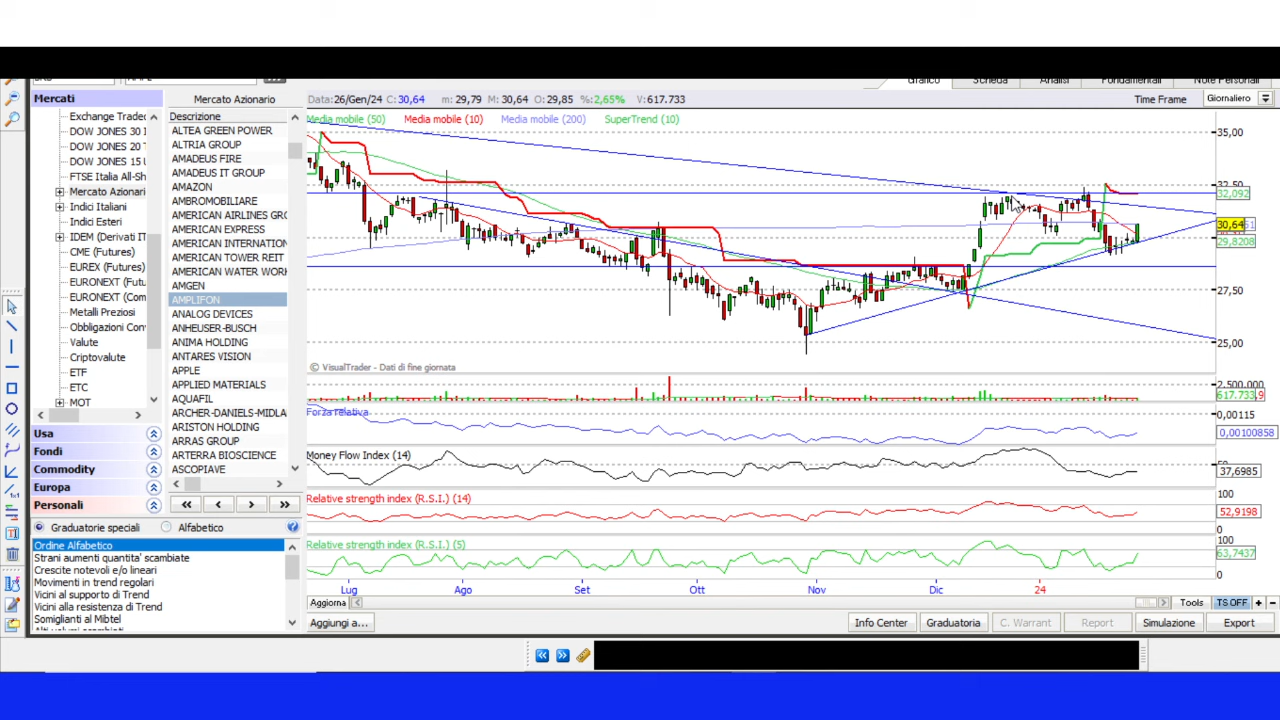 Grafico Scheda Analisi Fondamentali Note Personali
Mercati
Mercato Azionario
Data:26/Gen/24 C: 30,64 m: 29,79 M: 30,64 O: 29,85 %:2,65% V: 617.733
Time Frame
Giornaliero
Exchange Tradec
DOW JONES 30 I
DOW JONES 20 T
DOW JONES 15 U
FTSE Italia All-Sh
Mercato Azionari
Indici Italiani
Indici Esteri
IDEM (Derivati IT
CME (Futures)
EUREX (Futures)
EURONEXT (Futu
EURONEXT (Com
Metalli Preziosi
Obbligazioni Conv
Valute
Criptovalute
ETF
ETC
MOT
Usa
Fondi
Commodity
Europa
Personali
Descrizione
ALTEA GREEN POWER
ALTRIA GROUP
AMADEUS FIRE
AMADEUS IT GROUP
AMAZON
AMBROMOBILIARE
AMERICAN AIRLINES GRO
AMERICAN EXPRESS
AMERICAN INTERNATION
AMERICAN TOWER REIT
AMERICAN WATER WORK
AMGEN
AMPLIFON
ANALOG DEVICES
ANHEUSER-BUSCH
ANIMA HOLDING
ANTARES VISION
APPLE
APPLIED MATERIALS
AQUAFIL
ARCHER-DANIELS-MIDLA
ARISTON HOLDING
ARRAS GROUP
ARTERRA BIOSCIENCE
ASCOPIAVE
Graduatorie speciali
Alfabetico
Ordine Alfabetico
Strani aumenti quantita' scambiate
Crescite notevoli e/o lineari
Movimenti in trend regolari
Vicini al supporto di Trend
Vicini alla resistenza di Trend
Somiglianti al Mibtel
Media mobile (50) Media mobile (10) Media mobile (200) SuperTrend (10)
35,00
32,50
32,092
30,64
29,8208
27,50
25,00
© VisualTrader - Dati di fine giornata
2.500.000
617.733
Forza relativa
0,00115
0,00100858
Money Flow Index (14)
50
37,6985
Relative strength index (R.S.I.) (14)
100
52,9198
0
Relative strength index (R.S.I.) (5)
100
63,7437
0
Lug Ago Set Ott Nov Dic 24
Aggiorna
Tools
TS OFF
+
-
Aggiungi a...
Info Center
Graduatoria
C. Warrant
Report
Simulazione
Export